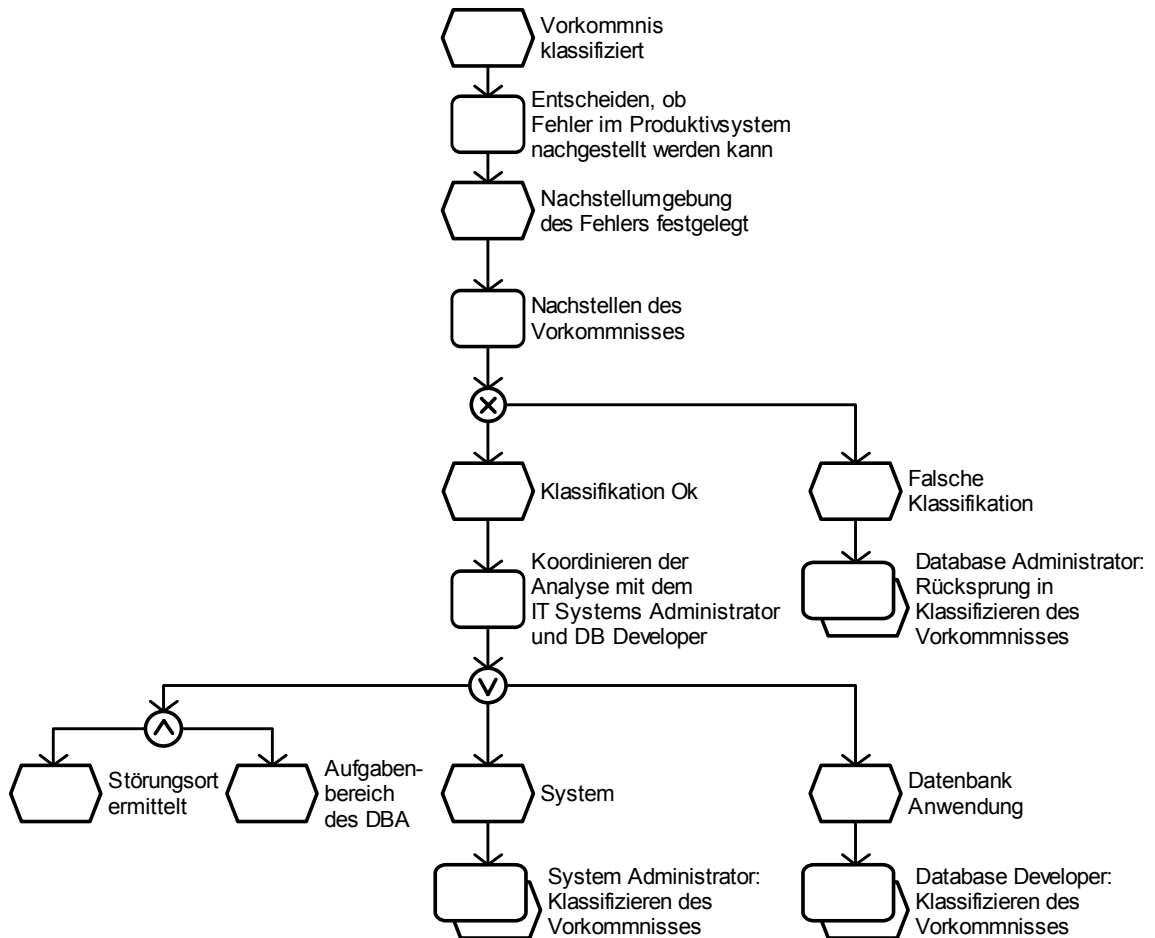 Vorkommnis
klassifiziert
Entscheiden, ob
Fehler im Produktivsystem
nachgestellt werden kann
Nachstellumgebung
des Fehlers festgelegt
Nachstellen des
Vorkommnisses
Klassifikation Ok
Falsche
Klassifikation
Koordinieren der
Analyse mit dem
IT Systems Administrator
und DB Developer
Database Administrator:
Rücksprung in
Klassifizieren des
Vorkommnisses
Störungsort
ermittelt
Aufgaben-
bereich
des DBA
System
Datenbank
Anwendung
System Administrator:
Klassifizieren des
Vorkommnisses
Database Developer:
Klassifizieren des
Vorkommnisses